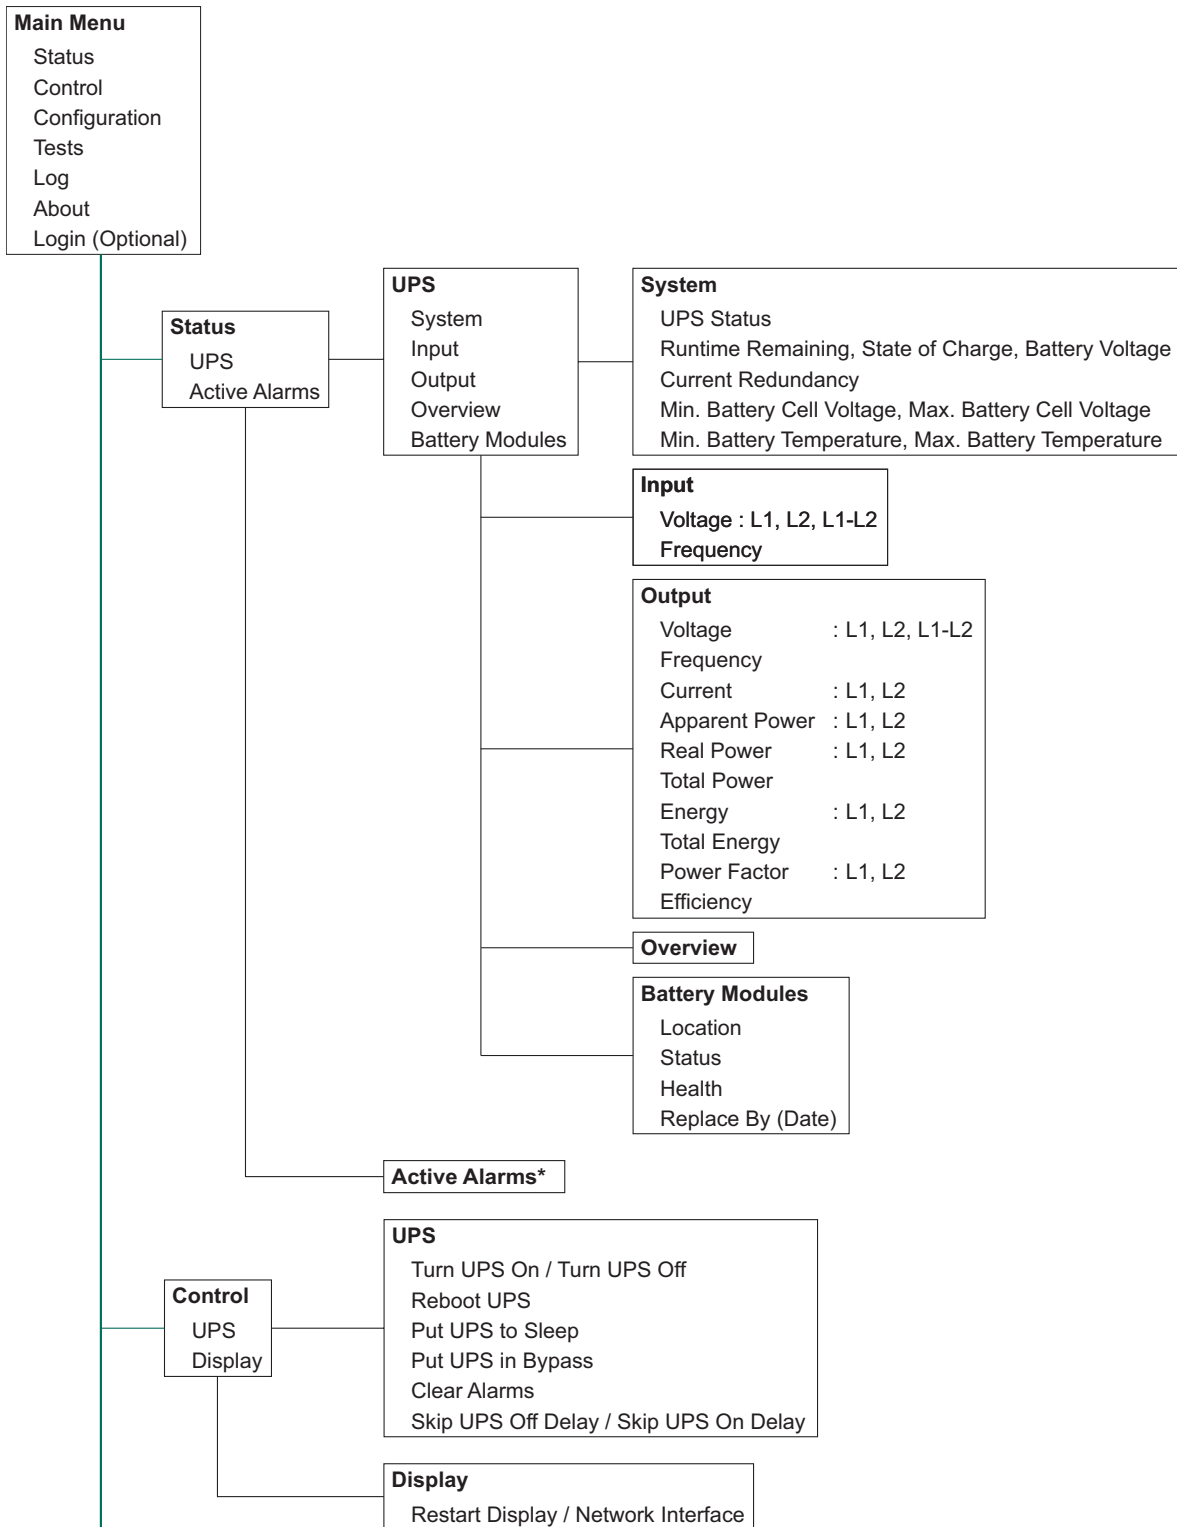 Main Menu
Status
Control
Configuration
Tests
Log
About
Login (Optional)
Status
UPS
Active Alarms
UPS
System
Input
Output
Overview
Battery Modules
System
UPS Status
Runtime Remaining, State of Charge, Battery Voltage
Current Redundancy
Min. Battery Cell Voltage, Max. Battery Cell Voltage
Min. Battery Temperature, Max. Battery Temperature
Input
Voltage : L1, L2, L1-L2
Frequency
Output
Voltage : L1, L2, L1-L2
Frequency
Current : L1, L2
Apparent Power : L1, L2
Real Power : L1, L2
Total Power
Energy : L1, L2
Total Energy
Power Factor : L1, L2
Efficiency
Overview
Battery Modules
Location
Status
Health
Replace By (Date)
Active Alarms*
Control
UPS
Display
UPS
Turn UPS On / Turn UPS Off
Reboot UPS
Put UPS to Sleep
Put UPS in Bypass
Clear Alarms
Skip UPS Off Delay / Skip UPS On Delay
Display
Restart Display / Network Interface